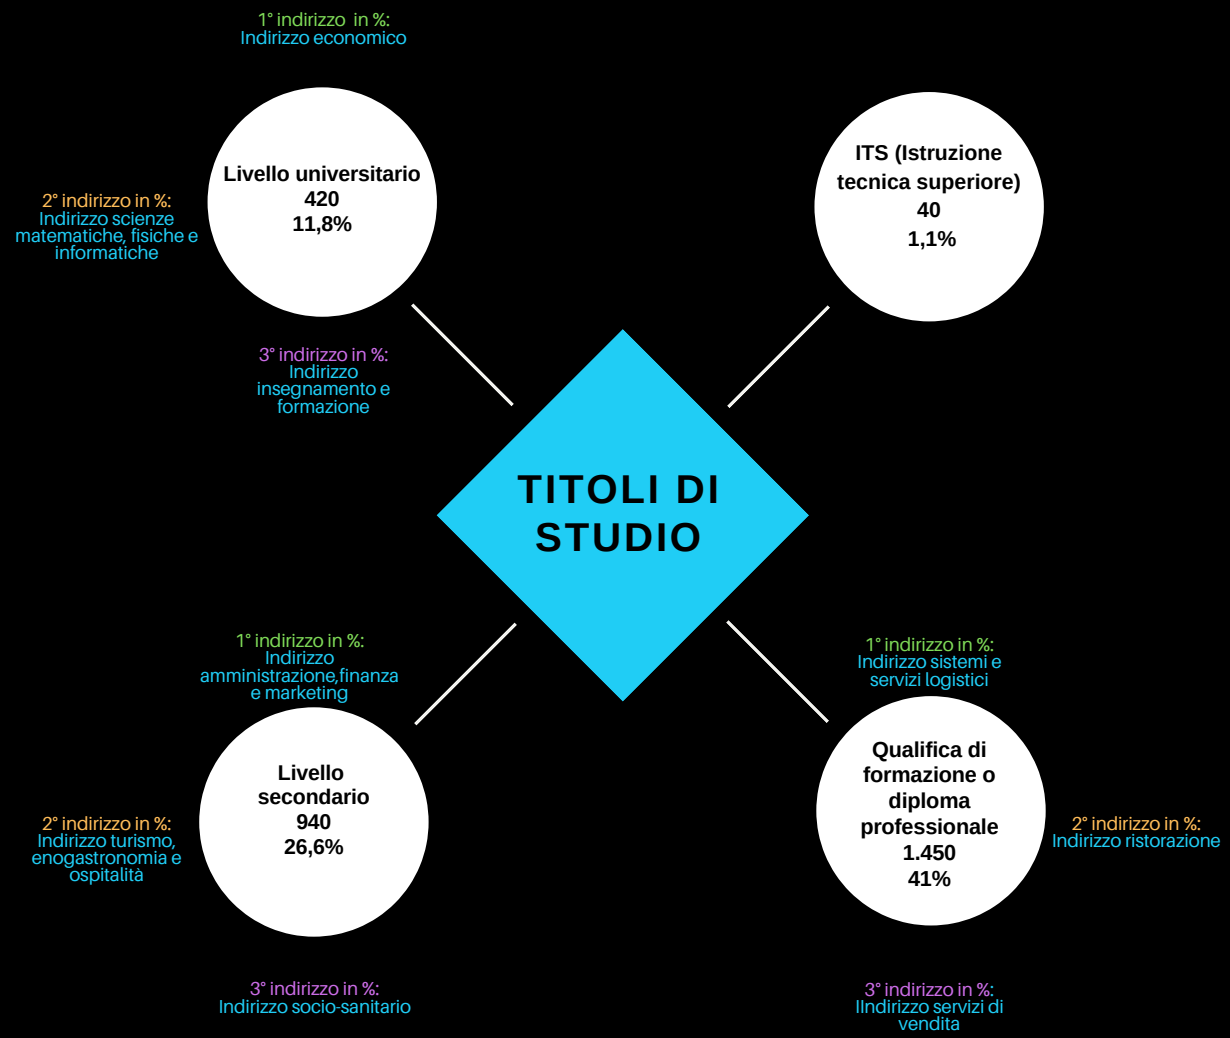 1° indirizzo  in %:
Indirizzo economico
Livello universitario
420
11,8%
2° indirizzo in %:
Indirizzo scienze
matematiche, fisiche e
informatiche
3° indirizzo in %:
Indirizzo
insegnamento e
formazione
ITS (Istruzione
tecnica superiore)
40
1,1%
TITOLI DI
STUDIO
1° indirizzo in %:
Indirizzo
amministrazione,finanza
e marketing
Livello
secondario
940
26,6%
2° indirizzo in %:
Indirizzo turismo,
enogastronomia e
ospitalità
3° indirizzo in %:
Indirizzo socio-sanitario
1° indirizzo in %:
Indirizzo sistemi e
servizi logistici
Qualifica di
formazione o
diploma
professionale
1.450
41%
2° indirizzo in %:
Indirizzo ristorazione
3° indirizzo in %:
IIndirizzo servizi di
vendita